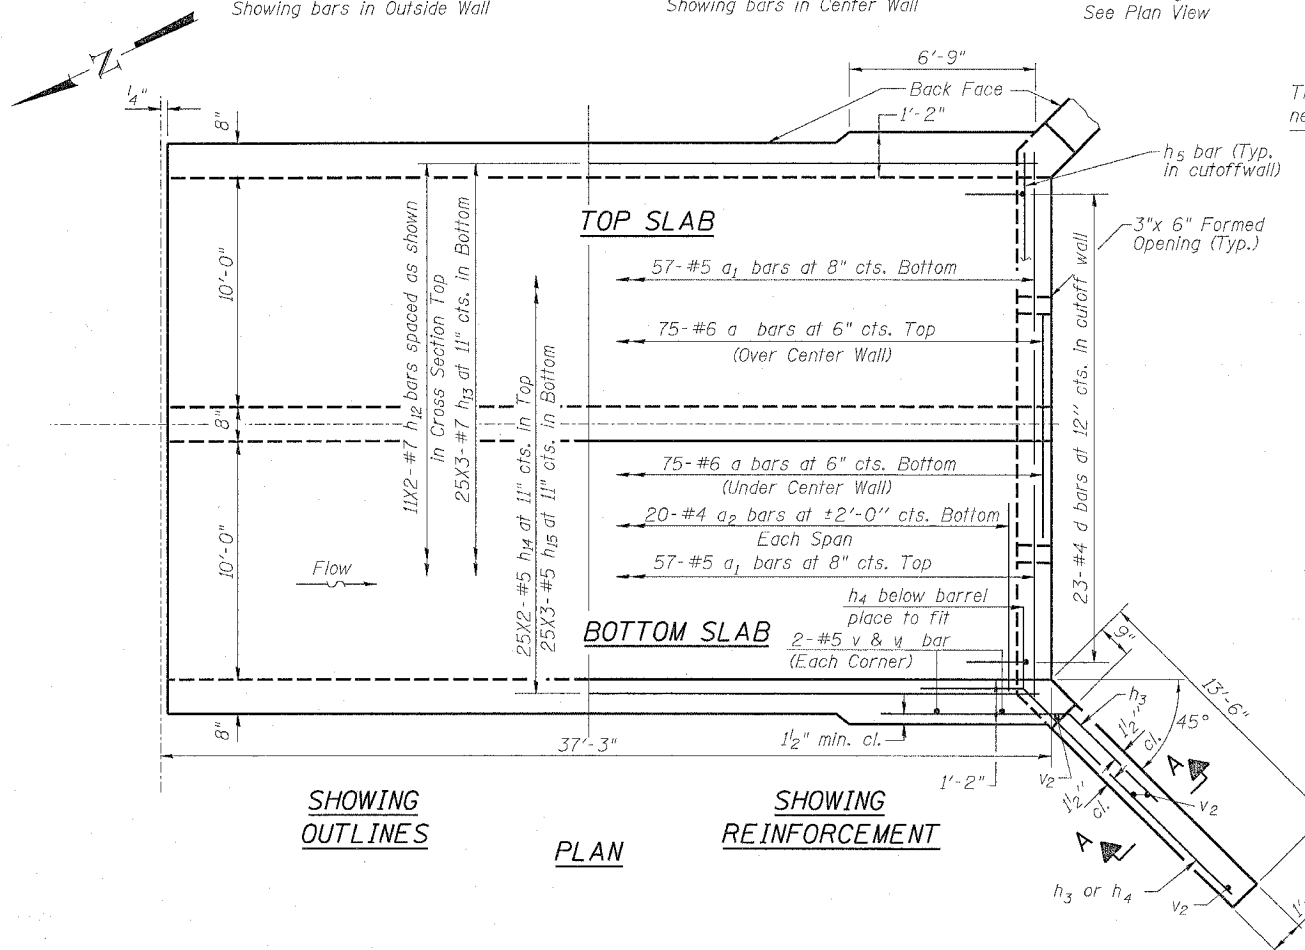 Showing bars in Outside Wall
Showing bars in Center Wall
See Plan View
N
1/4"
8"
6'-9"
Back Face
1'-2"
h5 bar (Typ.
in cutoffwall)
3"x 6" Formed
Opening (Typ.)
TOP SLAB
10'-0"
11X2-#7 h12 bars spaced as shown
in Cross Section Top
25X3-#7 h13 at 11" cts. in Bottom
57-#5 a1 bars at 8" cts. Bottom
75-#6 a bars at 6" cts. Top
(Over Center Wall)
23-#4 d bars at 12" cts. in cutoff wall
8"
25X2-#5 h14 at 11" cts. in Top
25X3-#5 h15 at 11" cts. in Bottom
75-#6 a bars at 6" cts. Bottom
(Under Center Wall)
20-#4 a2 bars at ±2'-0" cts. Bottom
Each Span
57-#5 a1 bars at 8" cts. Top
10'-0"
Flow
h4 below barrel
place to fit
BOTTOM SLAB
2-#5 v & v1 bar
(Each Corner)
9"
13'-6"
h3
45°
1 1/2"
cl.
8"
1 1/2" min. cl.
37'-3"
1'-2"
v2
1 1/2"
cl.
A
v2
A
h3 or h4
v2
SHOWING
OUTLINES
SHOWING
REINFORCEMENT
PLAN